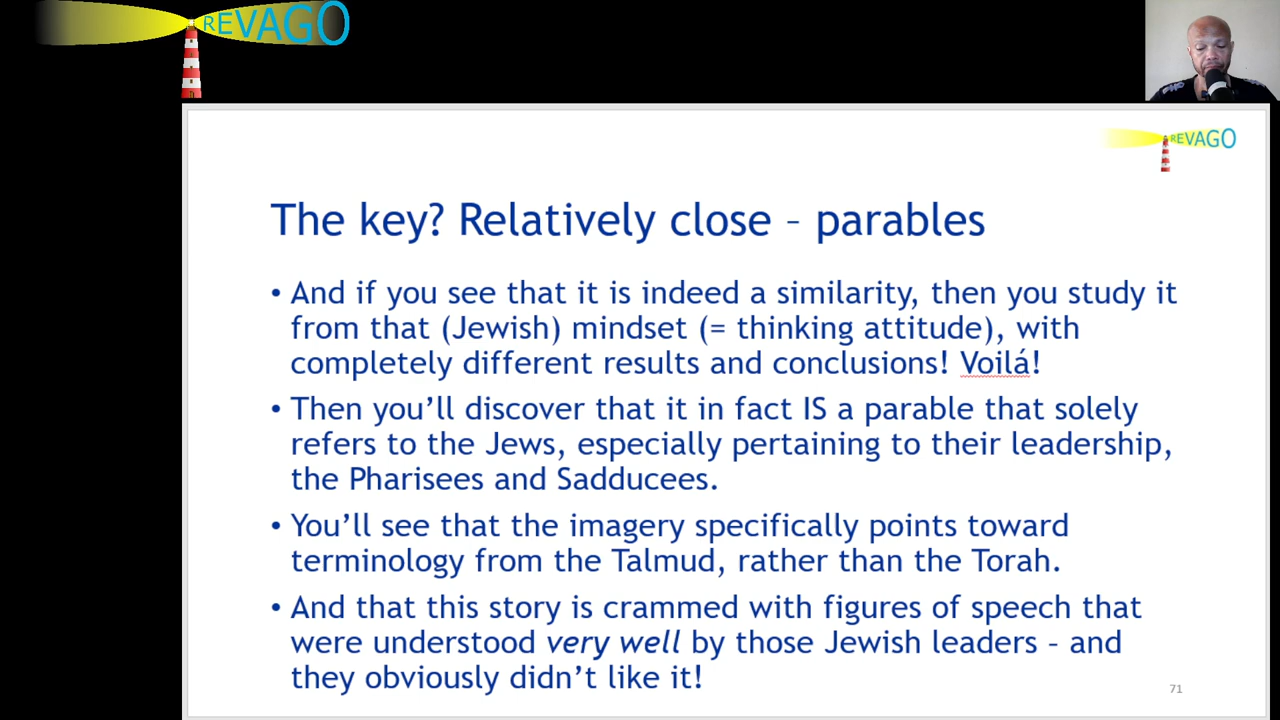 REVAGO
REVAGO
The key? Relatively close – parables
• And if you see that it is indeed a similarity, then you study it
from that (Jewish) mindset (= thinking attitude), with
completely different results and conclusions! Voilá!
• Then you’ll discover that it in fact IS a parable that solely
refers to the Jews, especially pertaining to their leadership,
the Pharisees and Sadducees.
• You’ll see that the imagery specifically points toward
terminology from the Talmud, rather than the Torah.
• And that this story is crammed with figures of speech that
were understood very well by those Jewish leaders – and
they obviously didn’t like it!
71